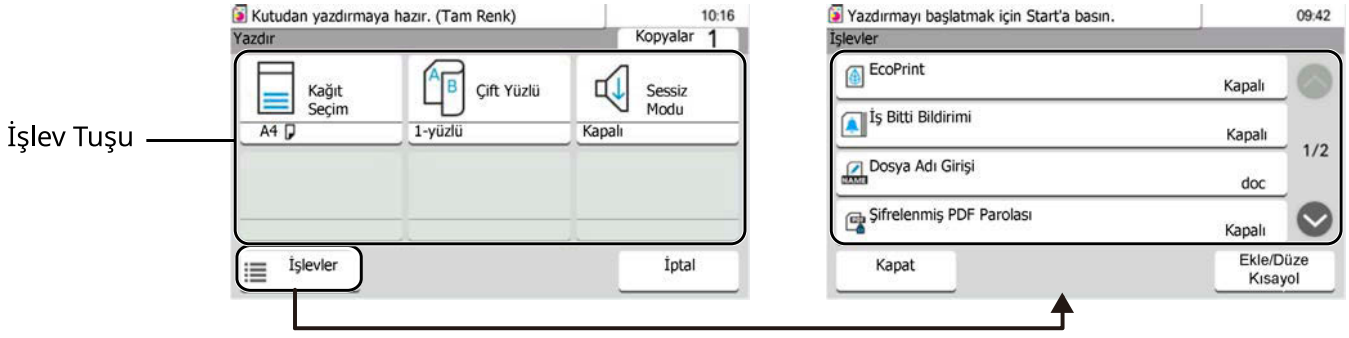 Kutudan yazdırmaya hazır. (Tam Renk)
10:16
Yazdır
Kopyalar 1
Kağıt
Seçim
A4
Çift Yüzlü
A
B
1-yüzlü
Sessiz
Modu
Kapalı
İşlev Tuşu
İşlevler
İptal
Yazdırmayı başlatmak için Start'a basın.
09:42
İşlevler
EcoPrint
Kapalı
İş Bitti Bildirimi
Kapalı
1/2
Dosya Adı Girişi
NAME
doc
Şifrelenmiş PDF Parolası
PDF
Kapalı
Kapat
Ekle/Düze
Kısayol